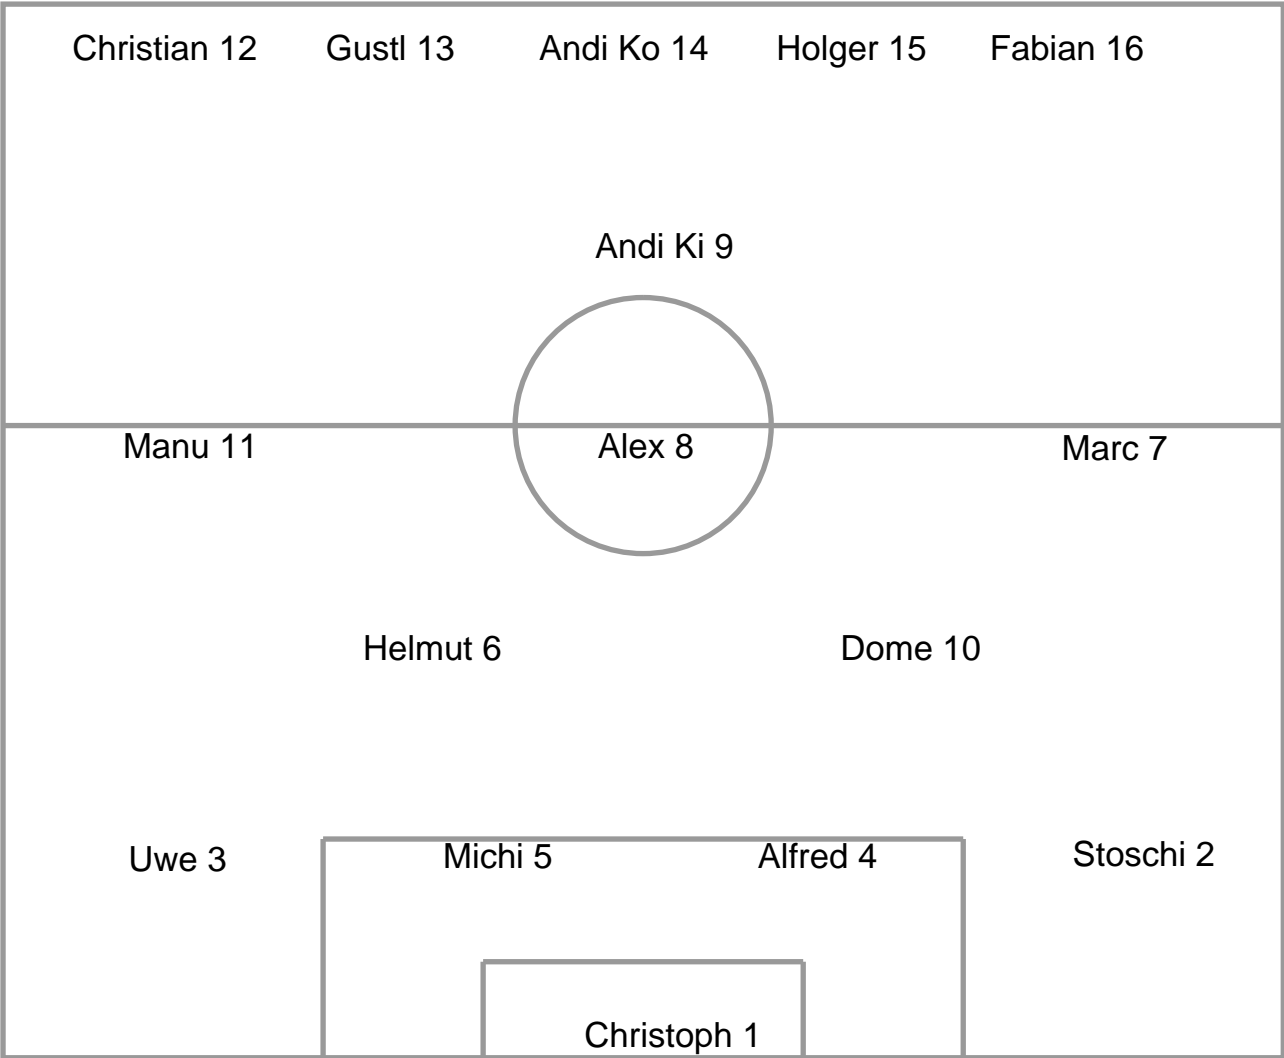 Christian 12 Gustl 13 Andi Ko 14 Holger 15 Fabian 16
Andi Ki 9
Manu 11 Alex 8 Marc 7
Helmut 6 Dome 10
Uwe 3 Michi 5 Alfred 4 Stoschi 2
Christoph 1